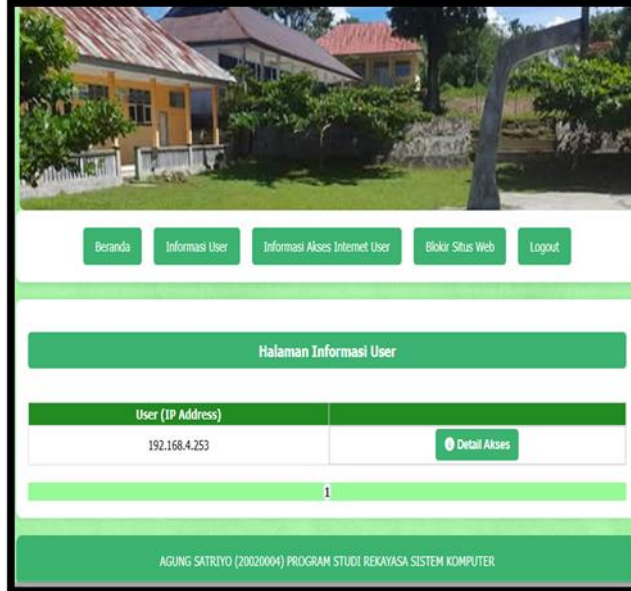 Beranda
Informasi User
Informasi Akses Internet User
Blokir Situs Web
Logout
Halaman Informasi User
User (IP Address)
192.168.4.253
Detail Akses
1
AGUNG SATRIYO (20020004) PROGRAM STUDI REKAYASA SISTEM KOMPUTER